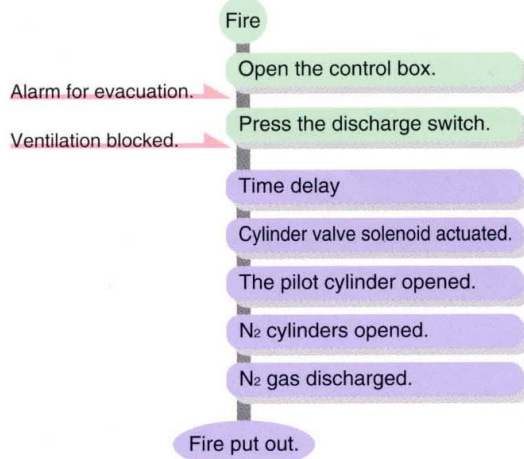 Fire
Open the control box.
Alarm for evacuation.
Press the discharge switch.
Ventilation blocked.
Time delay
Cylinder valve solenoid actuated.
The pilot cylinder opened.
N₂ cylinders opened.
N₂ gas discharged.
Fire put out.